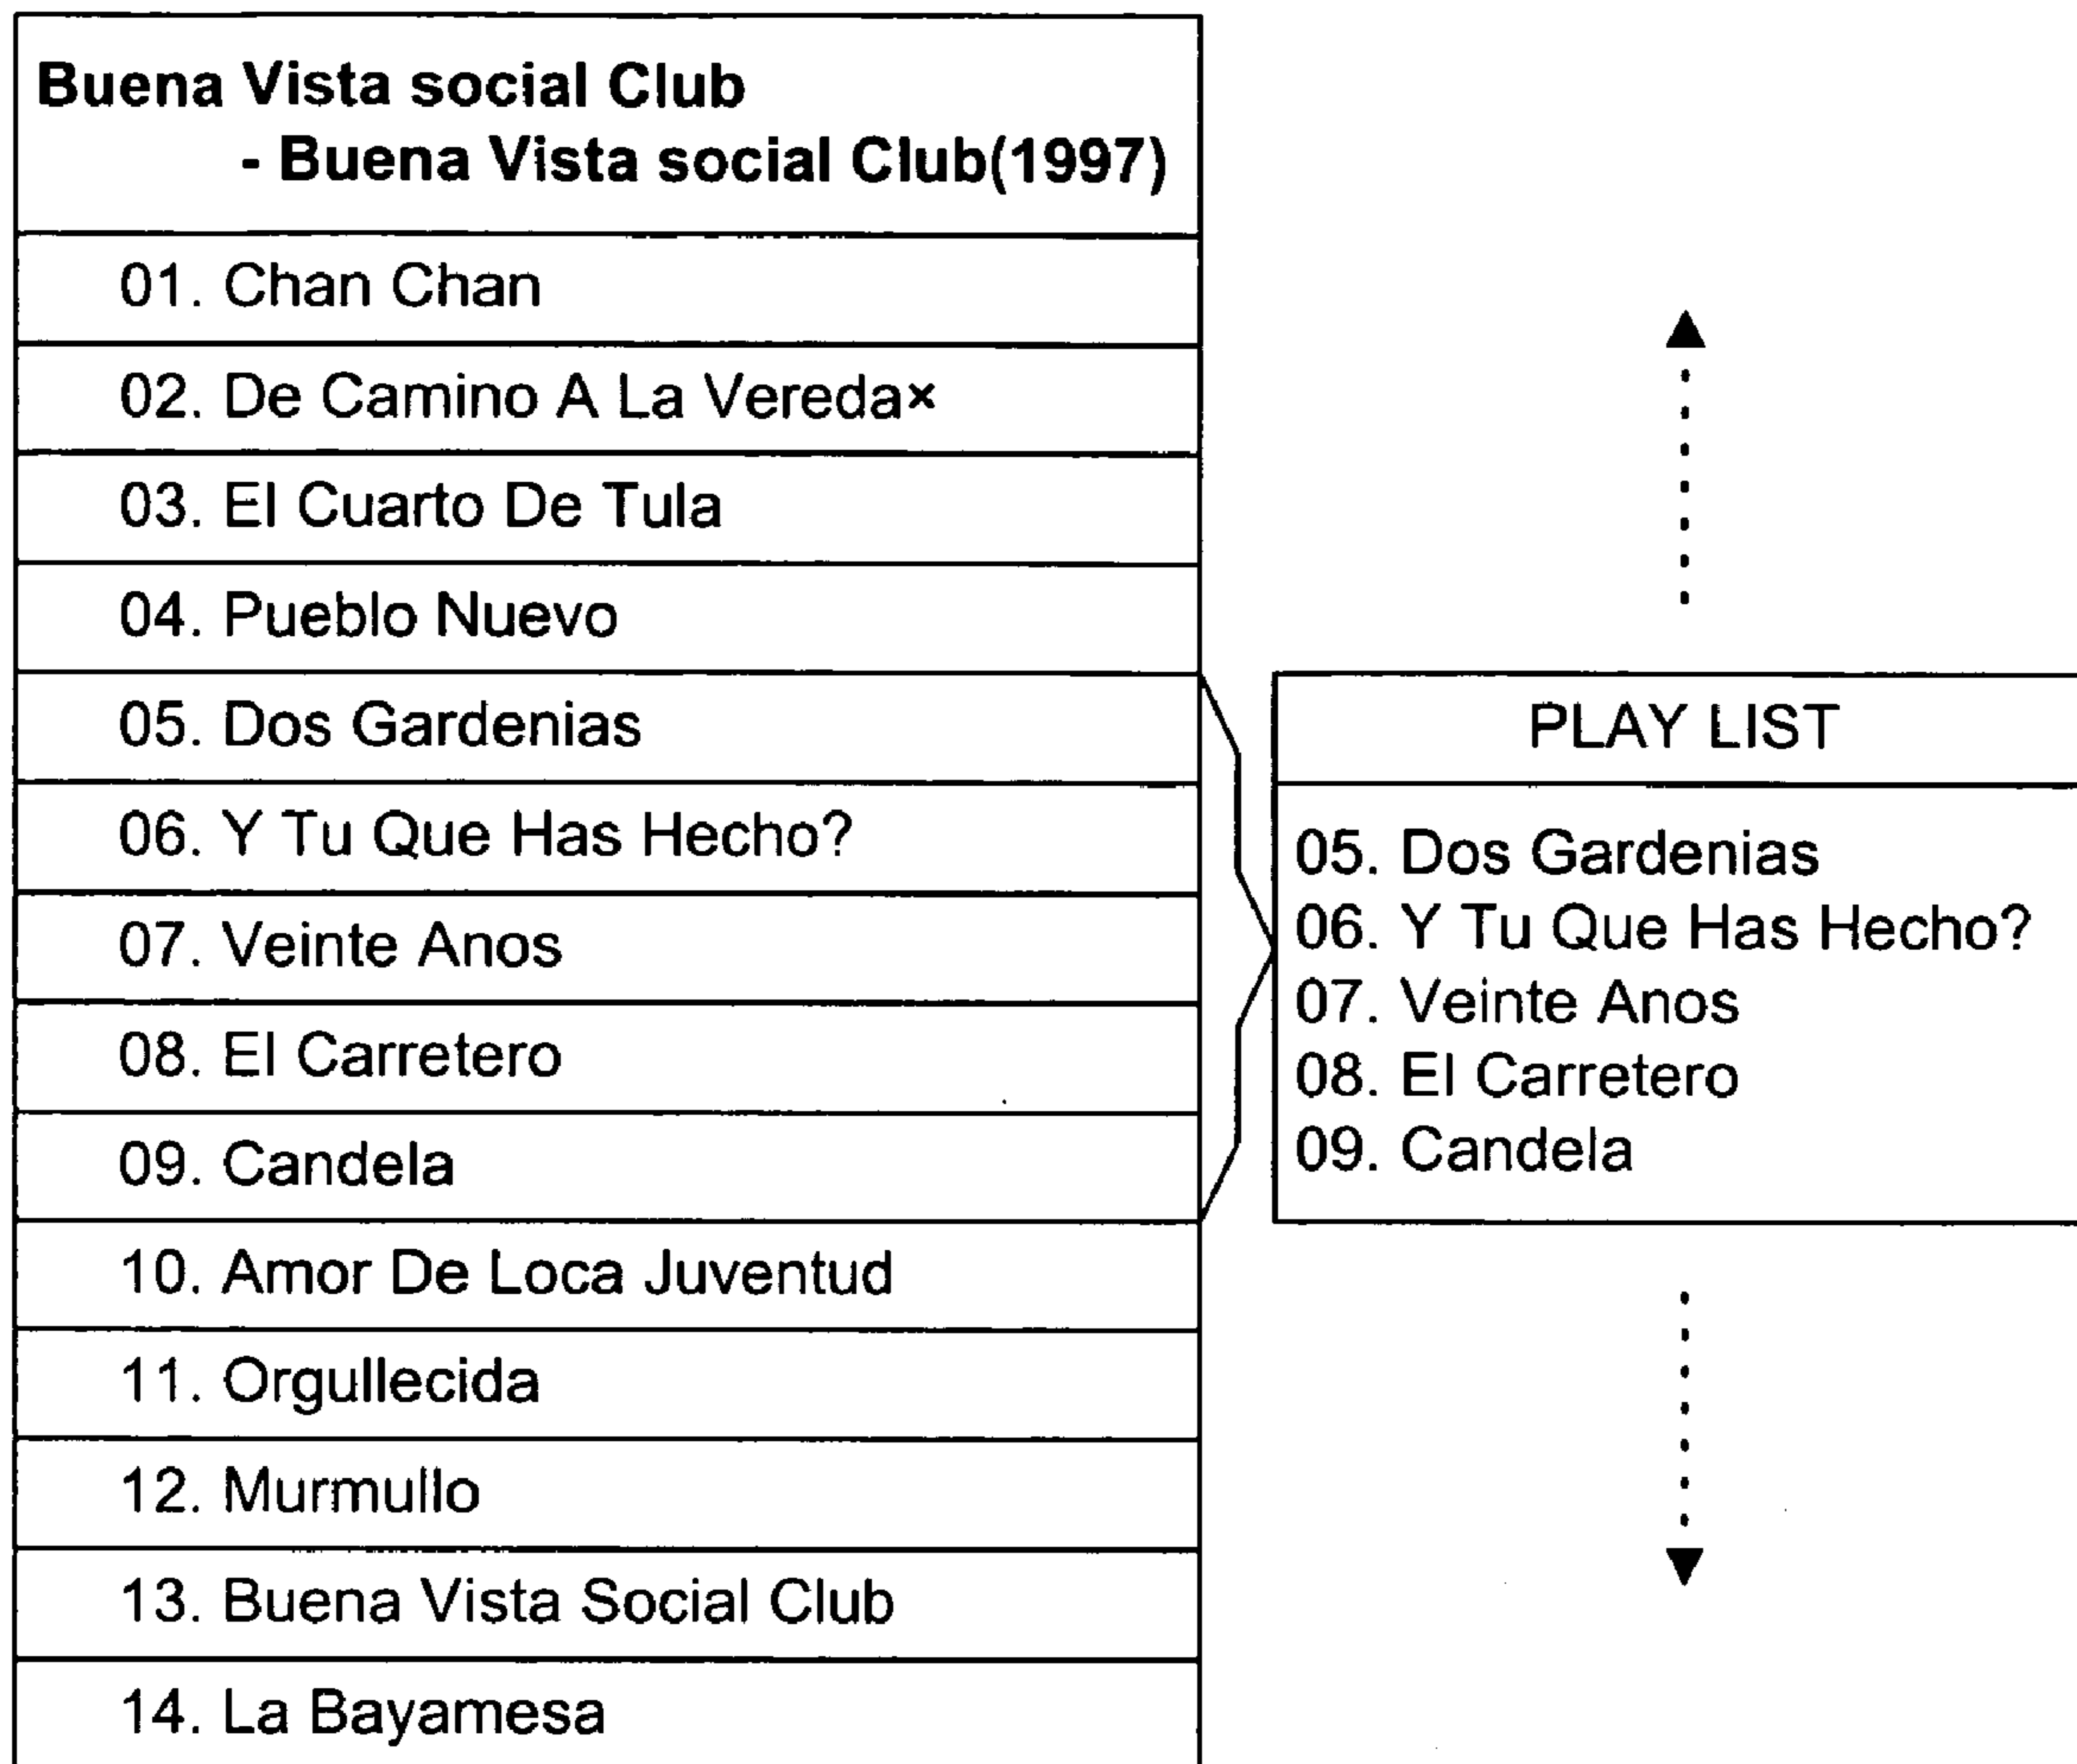 Buena Vista social Club
- Buena Vista social Club(1997)
01. Chan Chan
02. De Camino A La Vereda×
03. El Cuarto De Tula
04. Pueblo Nuevo
05. Dos Gardenias
06. Y Tu Que Has Hecho?
07. Veinte Anos
08. El Carretero
09. Candela
10. Amor De Loca Juventud
11. Orgullecida
12. Murmullo
13. Buena Vista Social Club
14. La Bayamesa
PLAY LIST
05. Dos Gardenias
06. Y Tu Que Has Hecho?
07. Veinte Anos
08. El Carretero
09. Candela